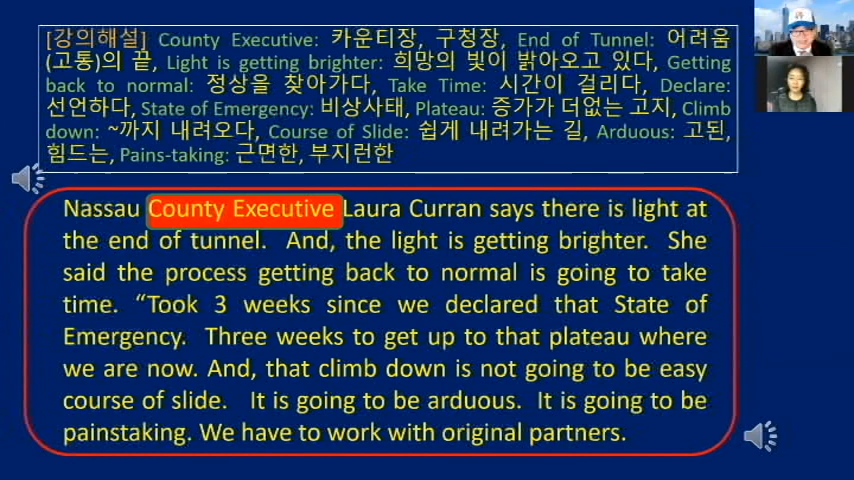 [강의해설] County Executive: 카운티장, 구청장, End of Tunnel: 어려움
(고통)의 끝, Light is getting brighter: 희망의 빛이 밝아오고 있다, Getting
back to normal: 정상을 찾아가다, Take Time: 시간이 걸리다, Declare:
선언하다, State of Emergency: 비상사태, Plateau: 증가가 더없는 고지, Climb
down: ~까지 내려오다, Course of Slide: 쉽게 내려가는 길, Arduous: 고된,
힘드는, Pains-taking: 근면한, 부지런한
Nassau County Executive Laura Curran says there is light at
the end of tunnel. And, the light is getting brighter. She
said the process getting back to normal is going to take
time. “Took 3 weeks since we declared that State of
Emergency. Three weeks to get up to that plateau where
we are now. And, that climb down is not going to be easy
course of slide. It is going to be arduous. It is going to be
painstaking. We have to work with original partners.